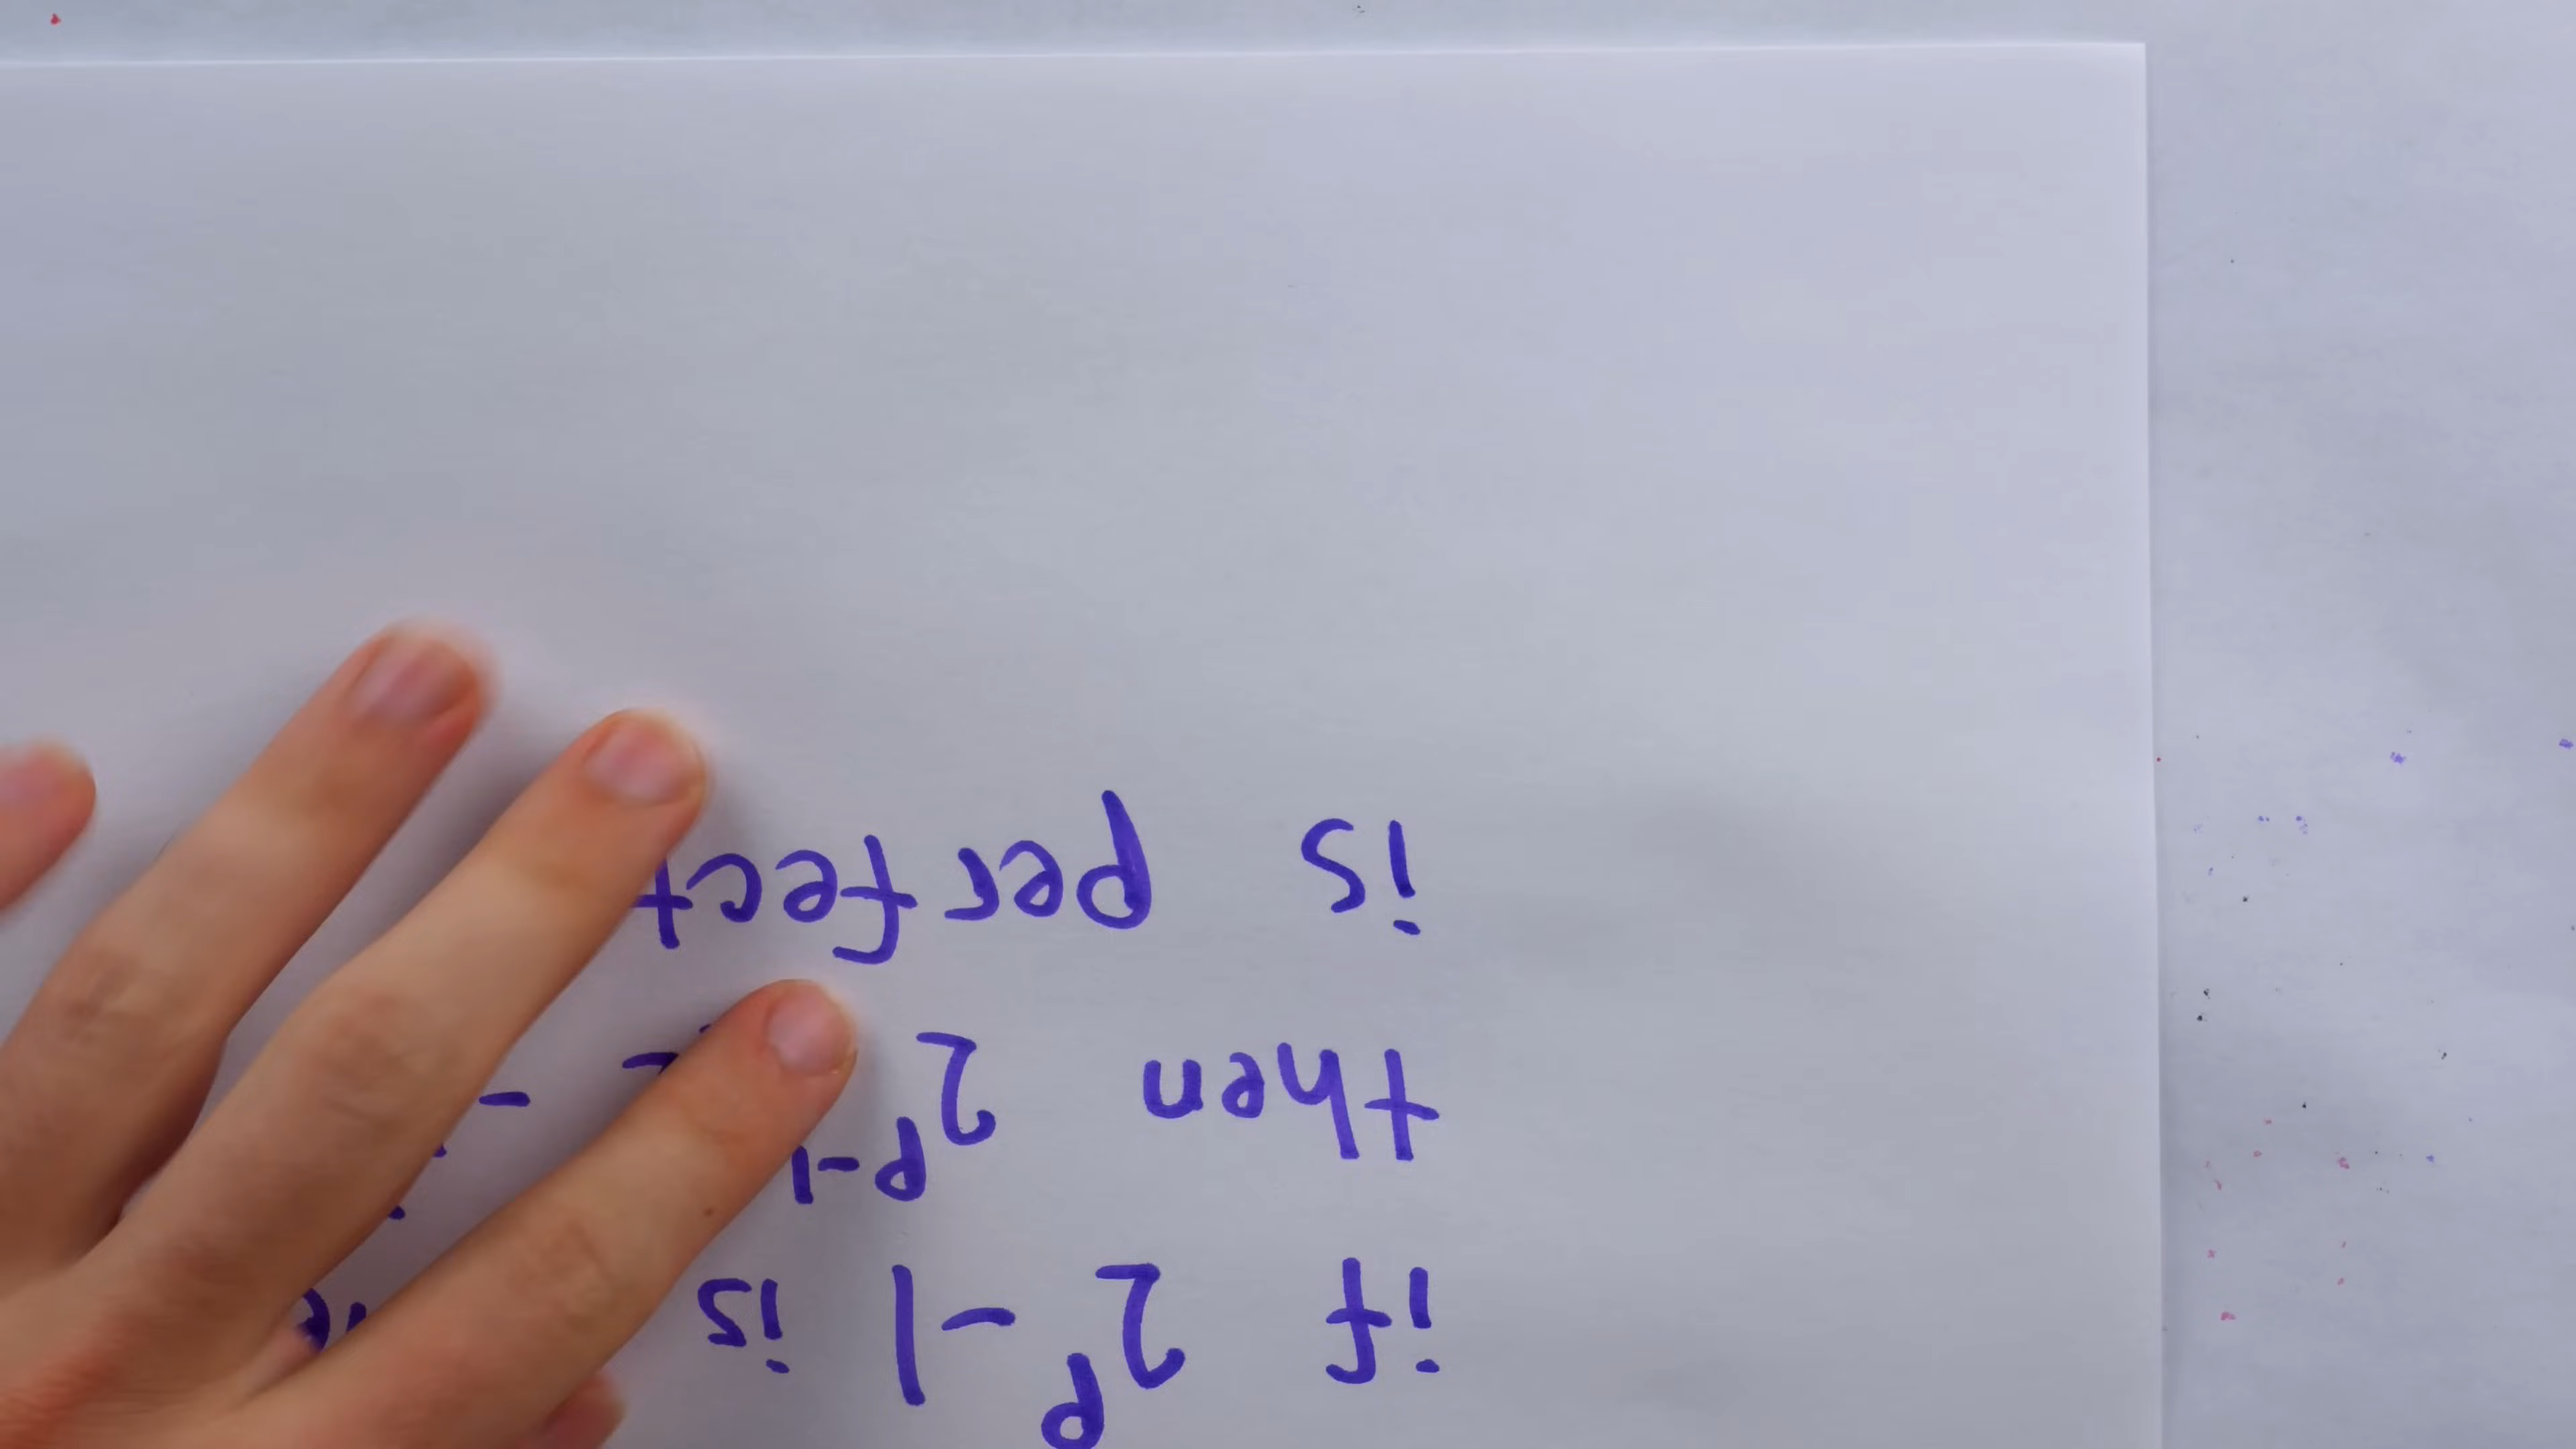 if 2^p - 1 is
then 2^p-1
is perfect